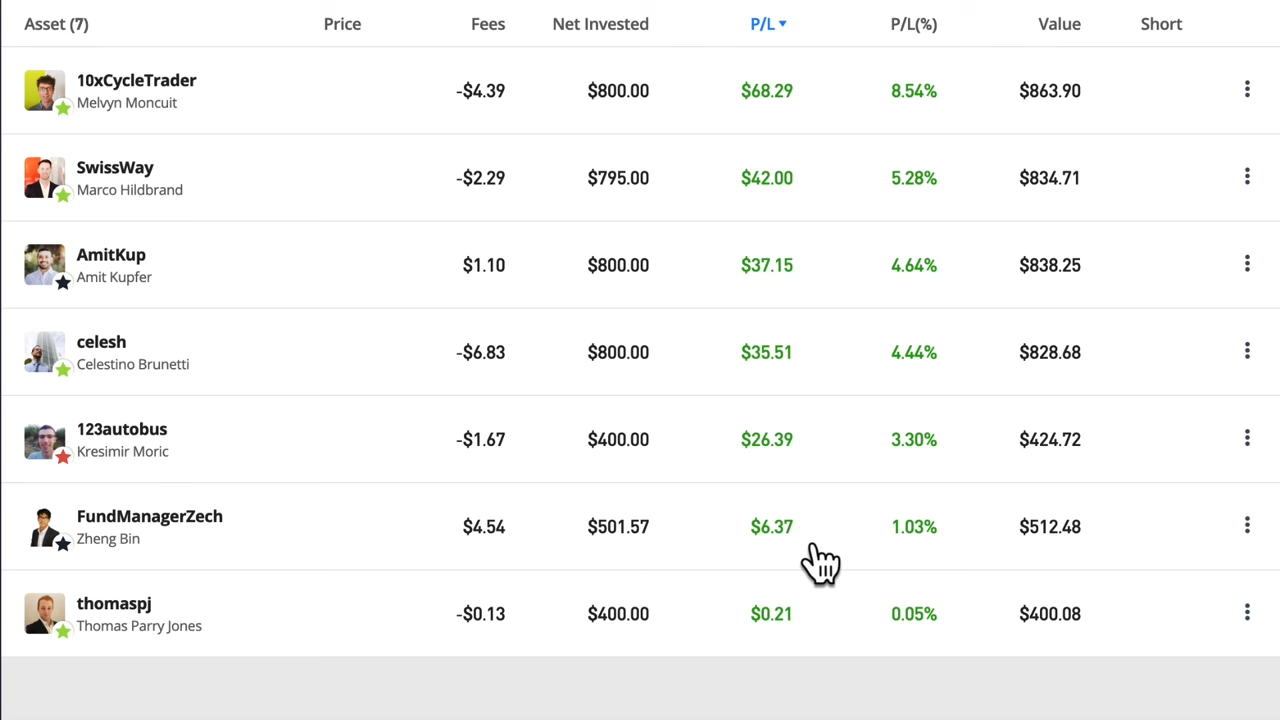 Asset (7) Price Fees Net Invested P/L▼ P/L(%) Value Short
10xCycleTrader
Melvyn Moncuit
-$4.39 $800.00 $68.29 8.54% $863.90
SwissWay
Marco Hildbrand
-$2.29 $795.00 $42.00 5.28% $834.71
AmitKup
Amit Kupfer
$1.10 $800.00 $37.15 4.64% $838.25
celesh
Celestino Brunetti
-$6.83 $800.00 $35.51 4.44% $828.68
123autobus
Kresimir Moric
-$1.67 $400.00 $26.39 3.30% $424.72
FundManagerZech
Zheng Bin
$4.54 $501.57 $6.37 1.03% $512.48
thomaspj
Thomas Parry Jones
-$0.13 $400.00 $0.21 0.05% $400.08